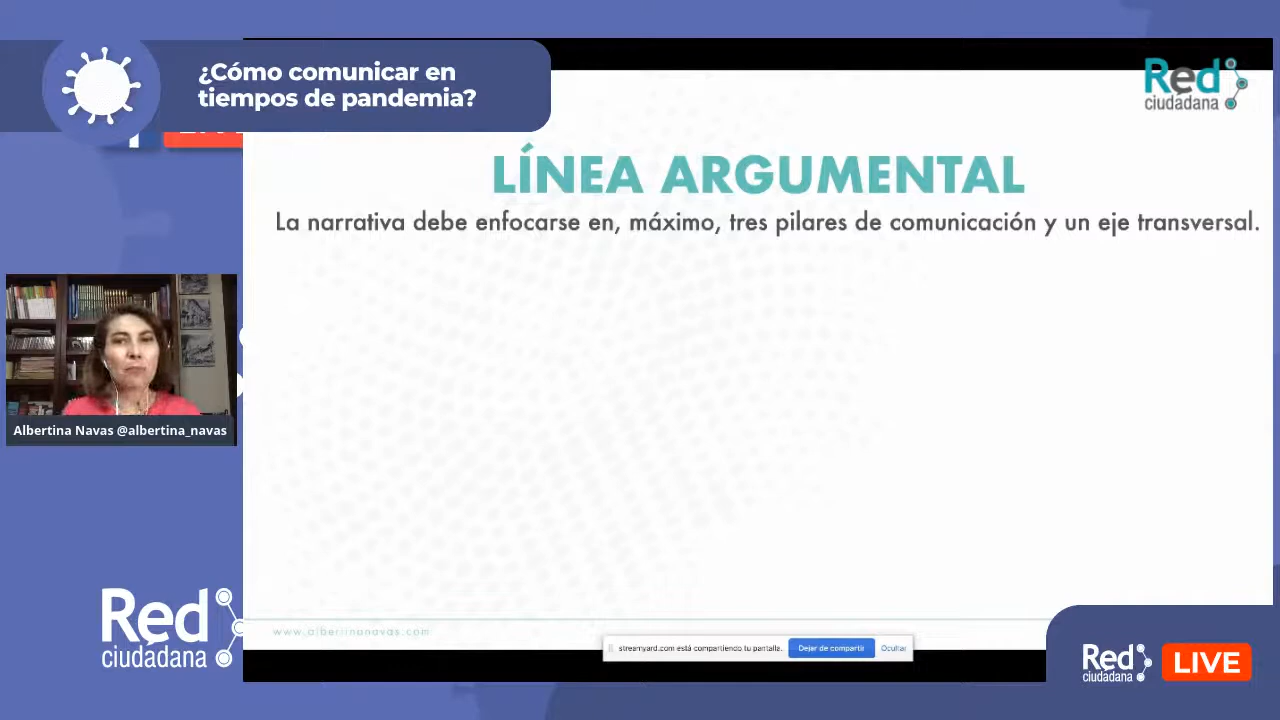 ¿Cómo comunicar en
tiempos de pandemia?
Red
ciudadana
LÍNEA ARGUMENTAL
La narrativa debe enfocarse en, máximo, tres pilares de comunicación y un eje transversal.
Albertina Navas @albertina_navas
Red
ciudadana
www.albertinanavas.com
streamyard.com está compartiendo tu pantalla.
Dejar de compartir
Ocultar
Red
ciudadana
LIVE